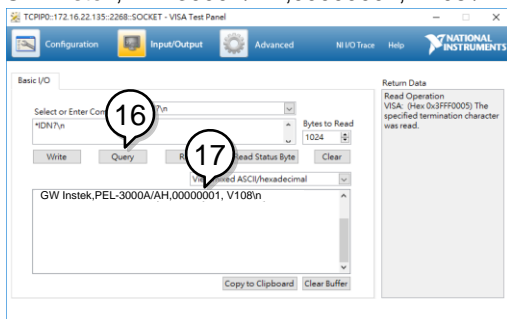 TCPIP0::172.16.22.135::2268::SOCKET - VISA Test Panel
Configuration
Input/Output
Advanced
NI I/O Trace
Help
NATIONAL
INSTRUMENTS
Basic I/O
Return Data
Select or Enter
?\n
16
*IDN?\n
Bytes to Read
1024
Write
Query
17
Read Status Byte
Clear
ASCII/hexadecimal
GW Instek,PEL-3000A/AH,00000001, V108\n
Copy to Clipboard
Clear Buffer
Read Operation
VISA: (Hex 0x3FFF0005) The
specified termination character
was read.